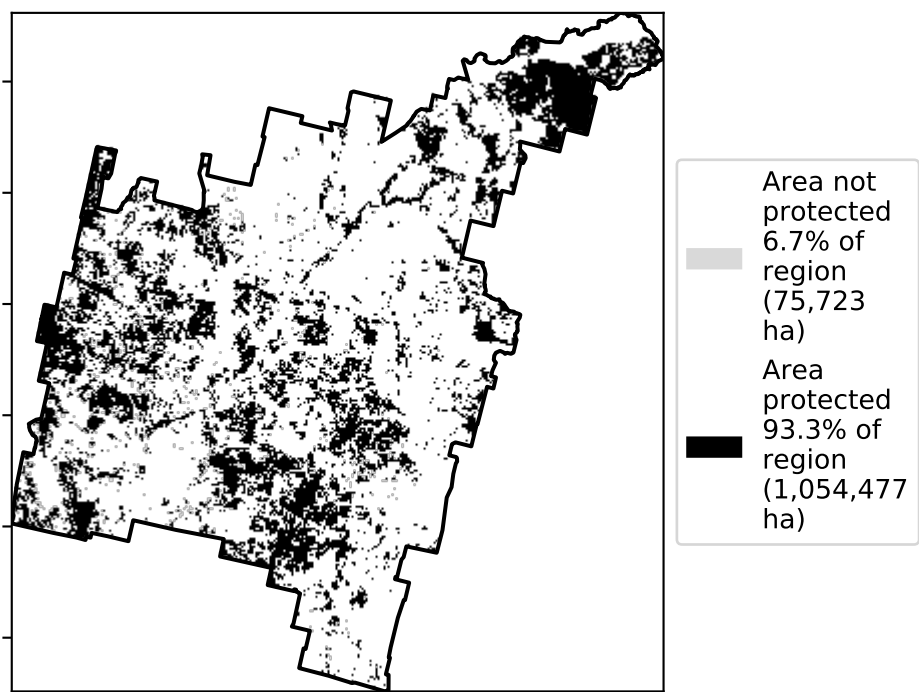 Area not
protected
6.7% of
region
(75,723
ha)
Area
protected
93.3% of
region
(1,054,477
ha)